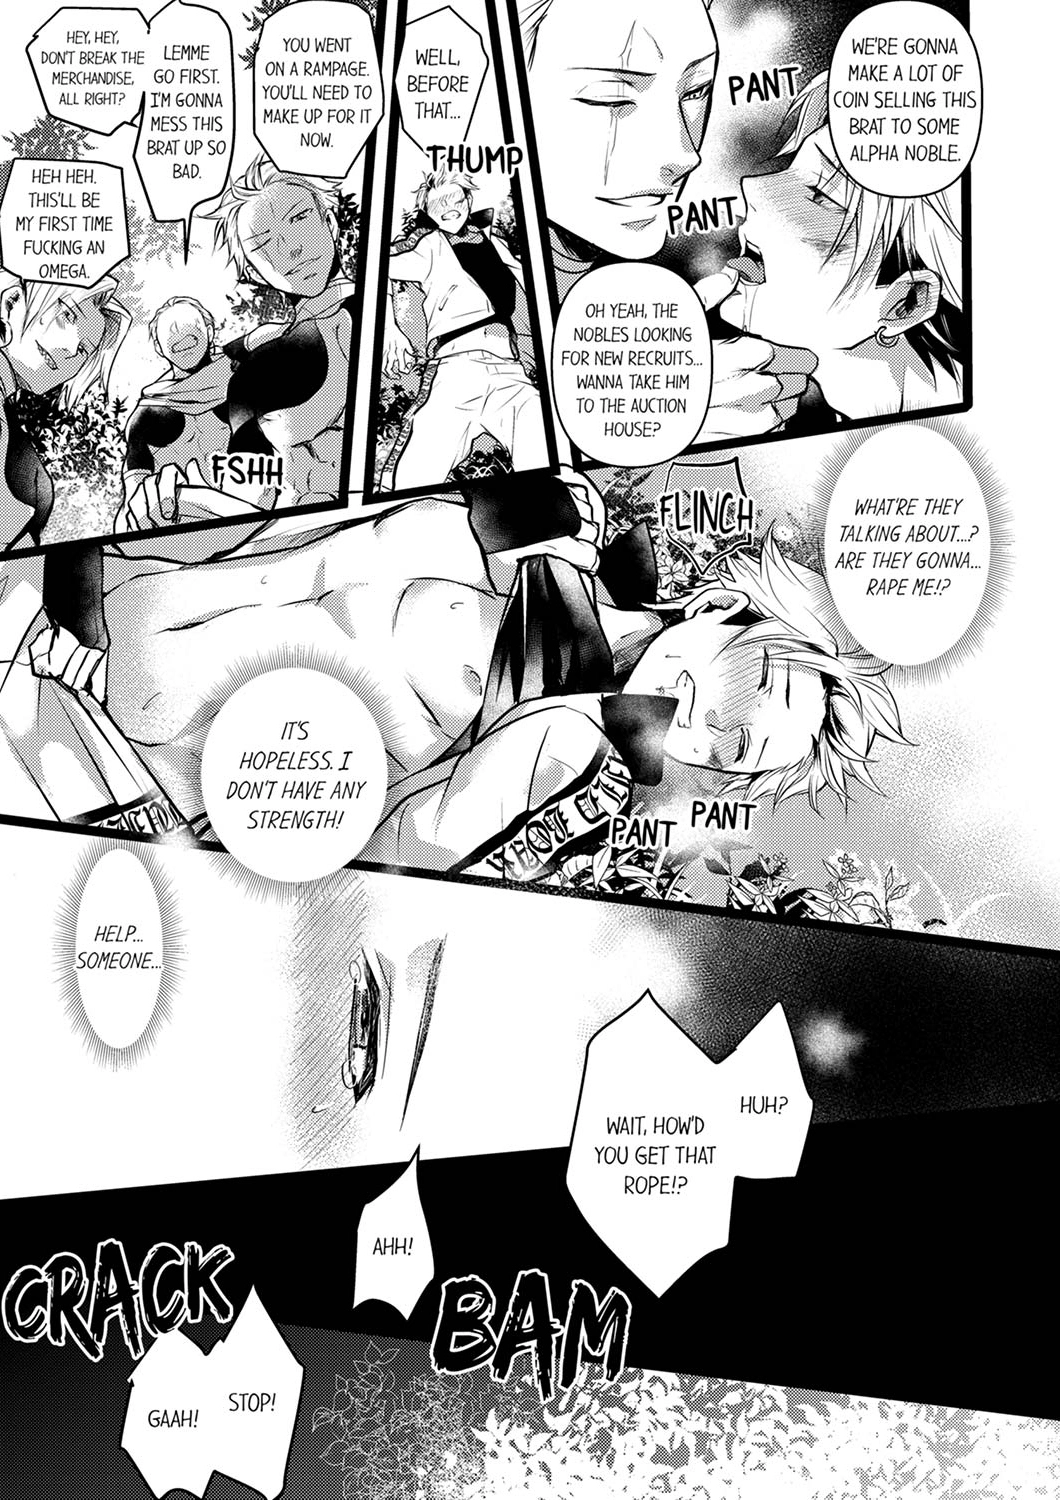 WE'RE GONNA
MAKE A LOT OF
COIN SELLING THIS
BRAT TO SOME
ALPHA NOBLE.
PANT
PANT
OH YEAH, THE
NOBLES LOOKING
FOR NEW RECRUITS...
WANNA TAKE HIM
TO THE AUCTION
HOUSE?
WELL,
BEFORE
THAT...
THUMP
YOU WENT
ON A RAMPAGE.
YOU'LL NEED TO
MAKE UP FOR IT
NOW.
LEMME
GO FIRST.
I'M GONNA
MESS THIS
BRAT UP SO
BAD.
HEY, HEY,
DON'T BREAK THE
MERCHANDISE,
ALL RIGHT?
HEH HEH.
THIS'LL BE
MY FIRST TIME
FUCKING AN
OMEGA.
FSHH
FLINCH
WHAT'RE THEY
TALKING ABOUT...?
ARE THEY GONNA...
RAPE ME!?
IT'S
HOPELESS. I
DON'T HAVE ANY
STRENGTH!
PANT
PANT
HELP...
SOMEONE...
HUH?
WAIT, HOW'D
YOU GET THAT
ROPE!?
AHH!
BAM
CRACK
STOP!
GAAH!